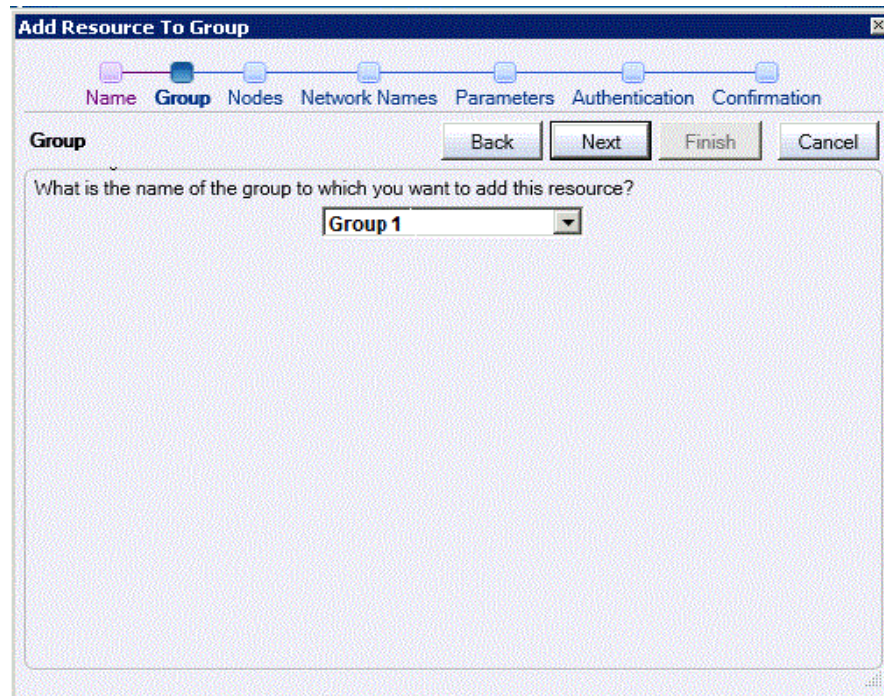 Add Resource To Group
Name Group Nodes Network Names Parameters Authentication Confirmation
Group Back Next Finish Cancel
What is the name of the group to which you want to add this resource?
Group 1